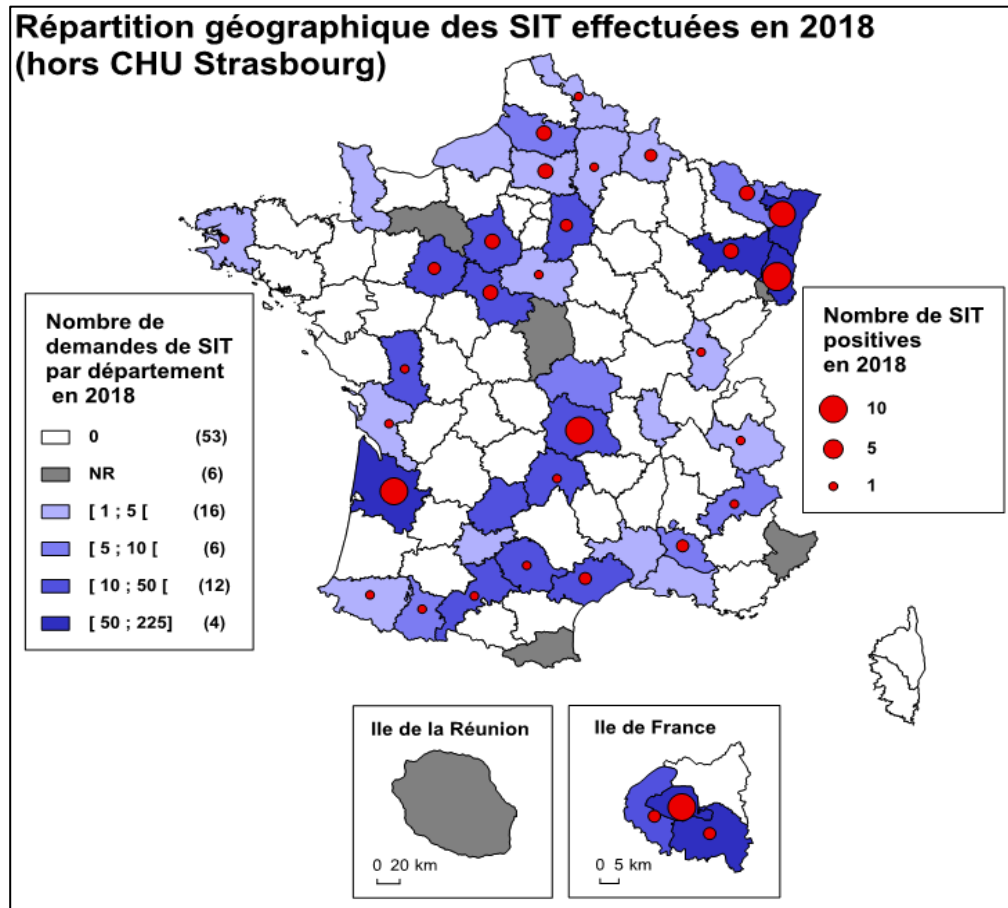 Répartition géographique des SIT effectuées en 2018
(hors CHU Strasbourg)
Nombre de
demandes de SIT
par département
en 2018
0 (53)
NR (6)
[ 1 ; 5 [ (16)
[ 5 ; 10 [ (6)
[ 10 ; 50 [ (12)
[ 50 ; 225] (4)
Nombre de SIT
positives
en 2018
10
5
1
Ile de la Réunion
0 20 km
Ile de France
0 5 km